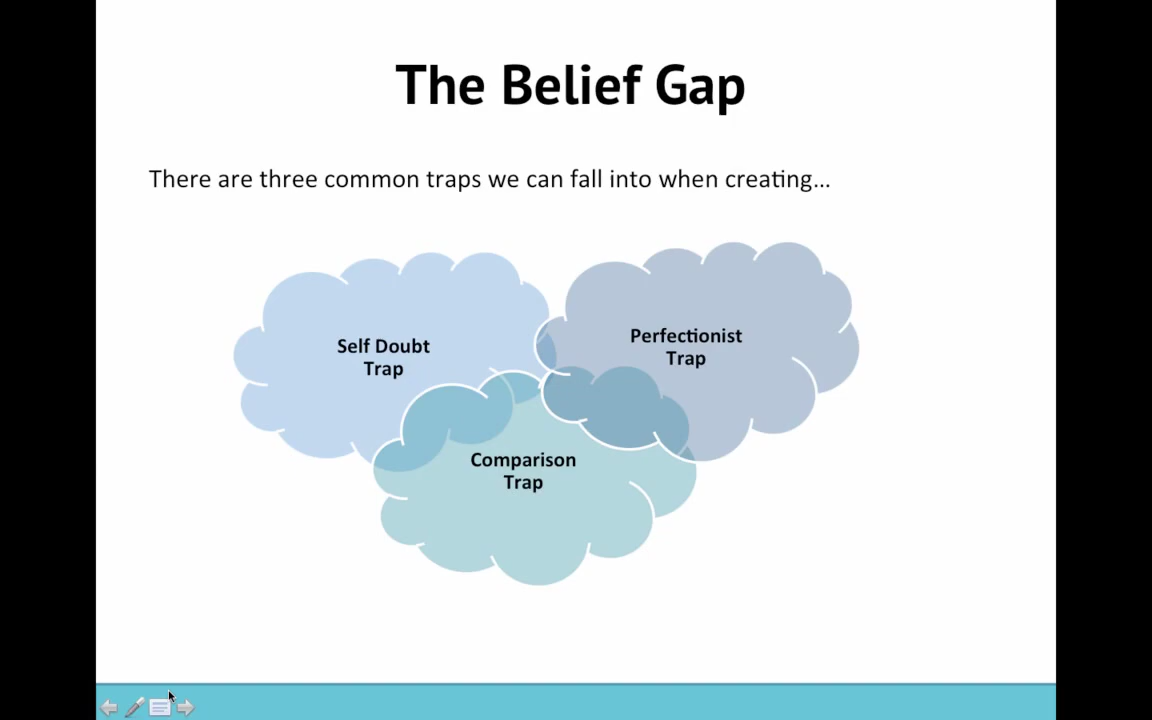 The Belief Gap
There are three common traps we can fall into when creating...
Self Doubt
Trap
Perfectionist
Trap
Comparison
Trap